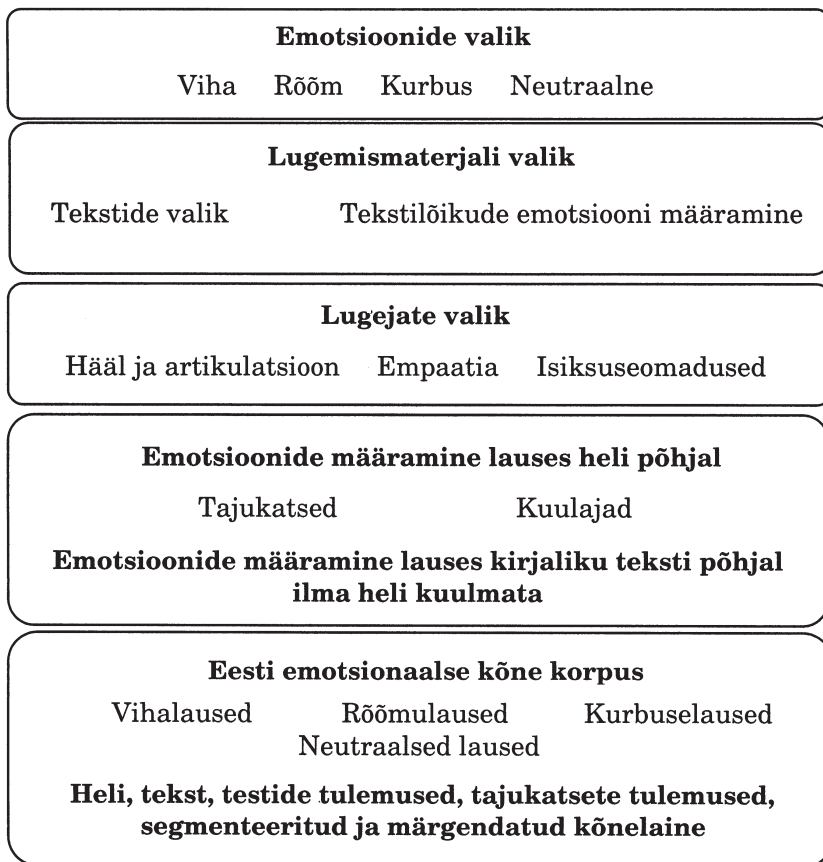 Emotsioonide valik
Viha Rõõm Kurbus Neutraalne
Lugemismaterjali valik
Tekstide valik Tekstilõikude emotsiooni määramine
Lugejate valik
Hääl ja artikulatsioon Empaatia Isiksuseomadused
Emotsioonide määramine lauses heli põhjal
Tajukatsed Kuulajad
Emotsioonide määramine lauses kirjaliku teksti põhjal
ilma heli kuulmata
Eesti emotsionaalse kõne korpus
Vihalaused Rõõmulaused Kurbuselaused
Neutraalsed laused
Heli, tekst, testide tulemused, tajukatsete tulemused,
segmenteeritud ja märgendatud kõnelaine